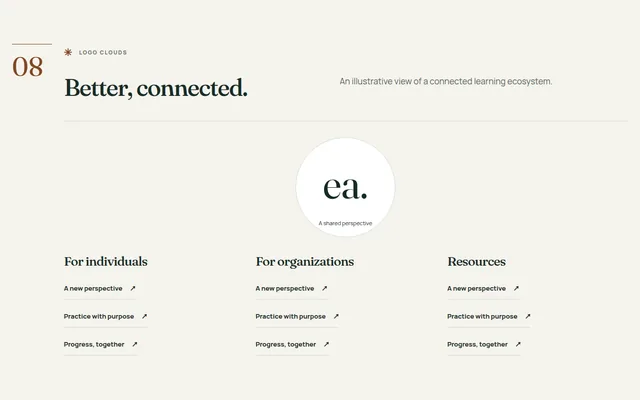 08
LOGO CLOUDS
Better, connected.
An illustrative view of a connected learning ecosystem.
ea.
A shared perspective
For individuals
A new perspective ↗
Practice with purpose ↗
Progress, together ↗
For organizations
A new perspective ↗
Practice with purpose ↗
Progress, together ↗
Resources
A new perspective ↗
Practice with purpose ↗
Progress, together ↗